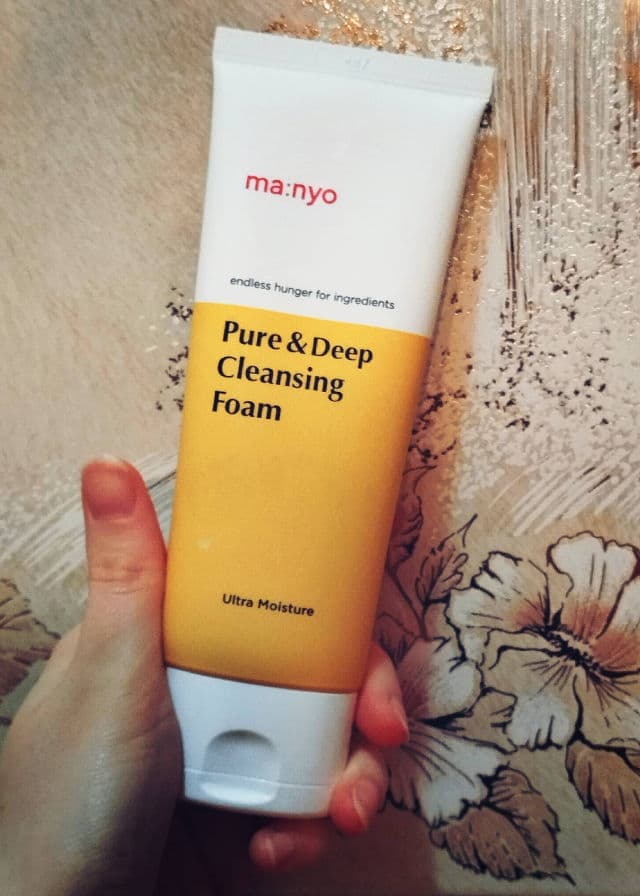 ma:nyo
endless hunger for ingredients
Pure & Deep
Cleansing
Foam
Ultra Moisture